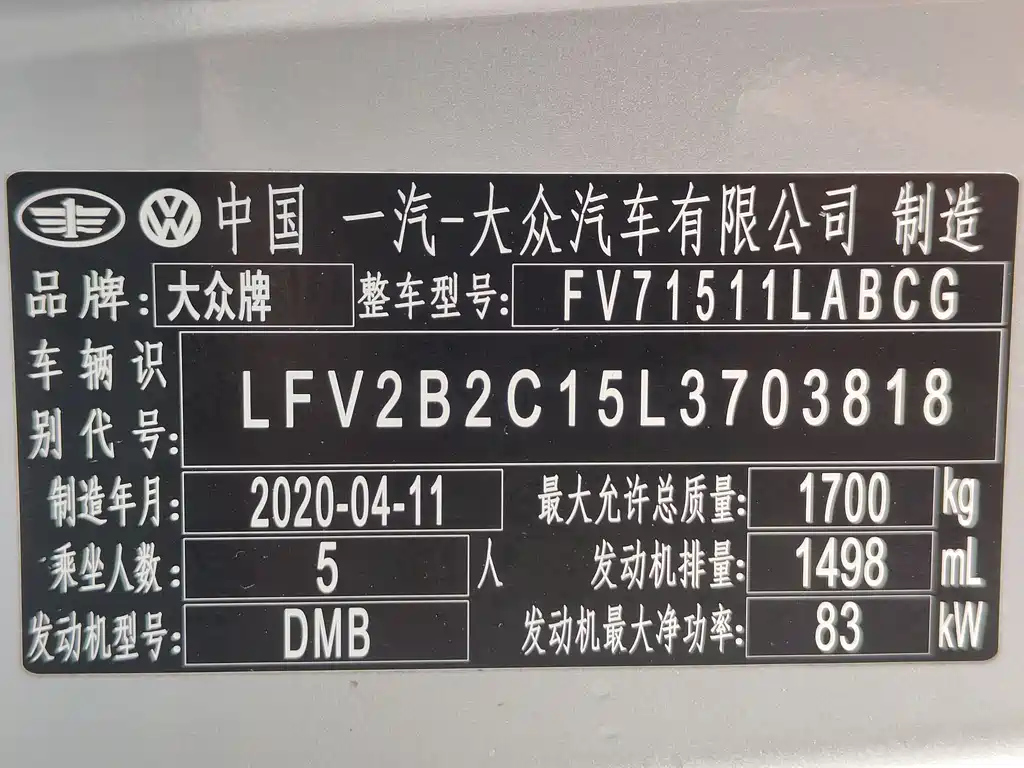 中国 一汽-大众汽车有限公司 制造
品牌: 大众牌 整车型号: FV71511LABCG
车辆识别代号: LFV2B2C15L3703818
制造年月: 2020-04-11 最大允许总质量: 1700 kg
乘坐人数: 5 人 发动机排量: 1498 mL
发动机型号: DMB 发动机最大净功率: 83 kW